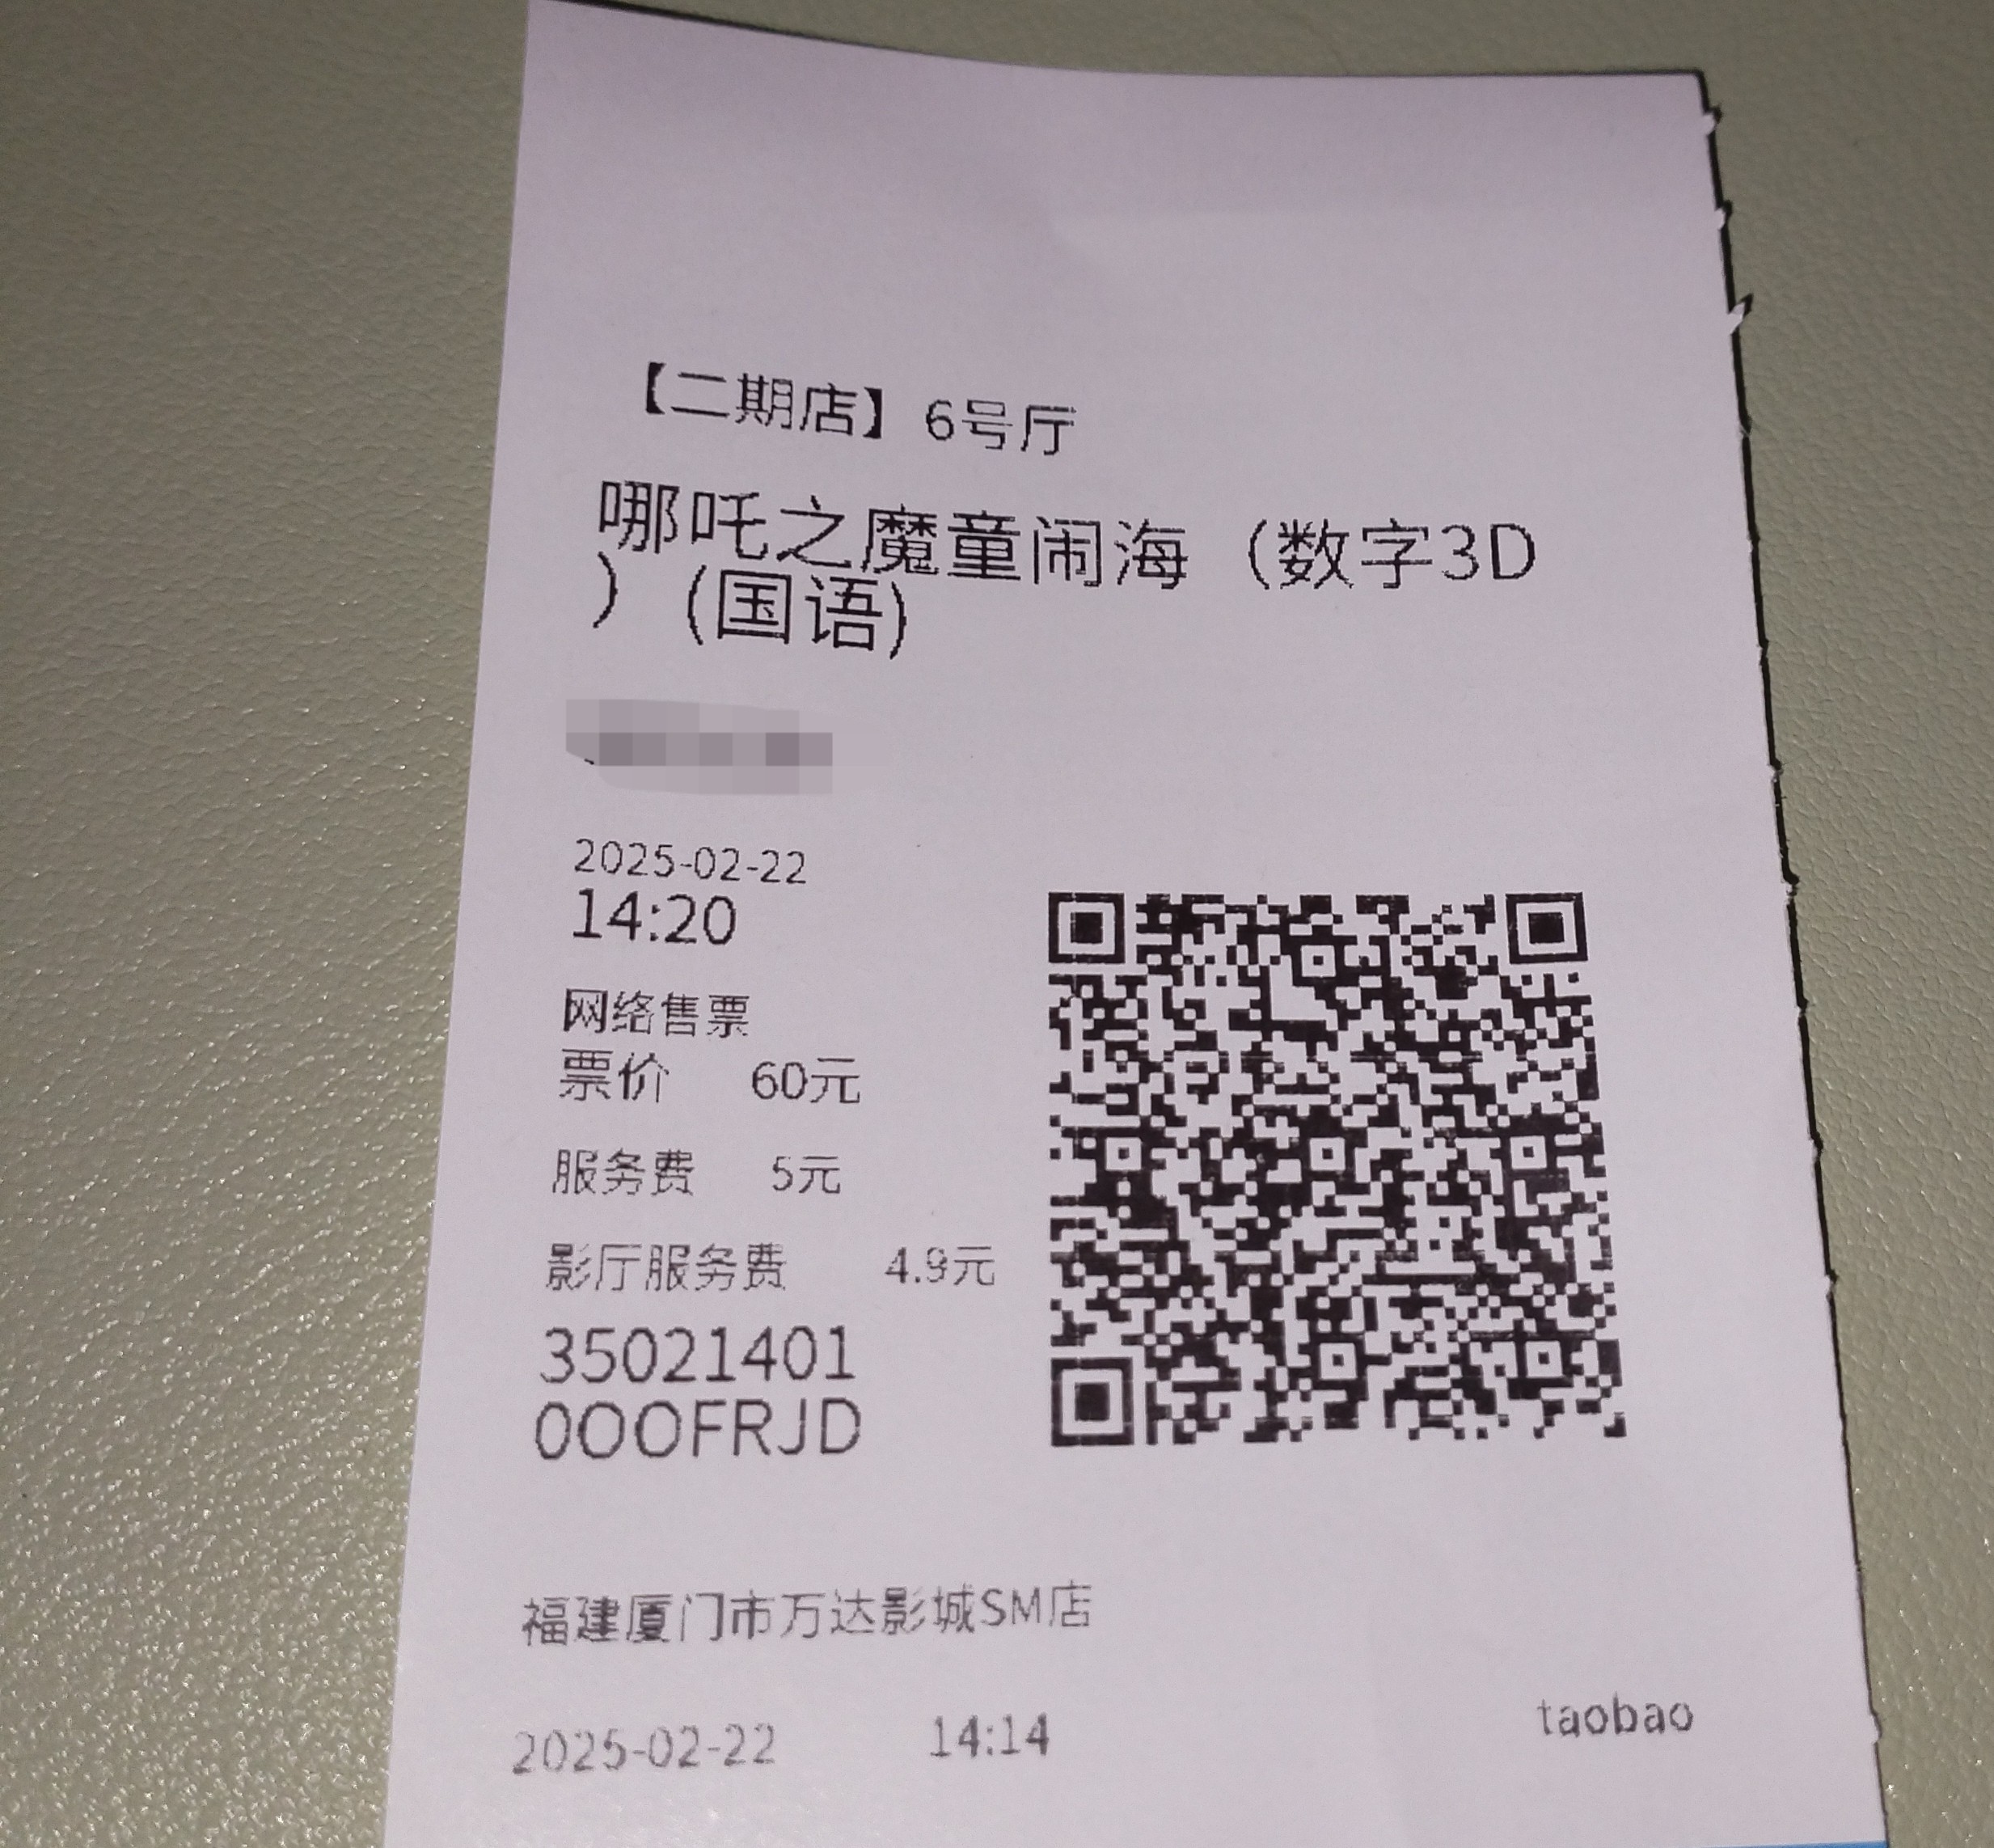 【二期店】6号厅
哪吒之魔童闹海（数字3D
）(国语)
2025-02-22
14:20
网络售票
票价 60元
服务费 5元
影厅服务费 4.9元
35021401
0OOFRJD
福建厦门市万达影城SM店
2025-02-22 14:14 taobao